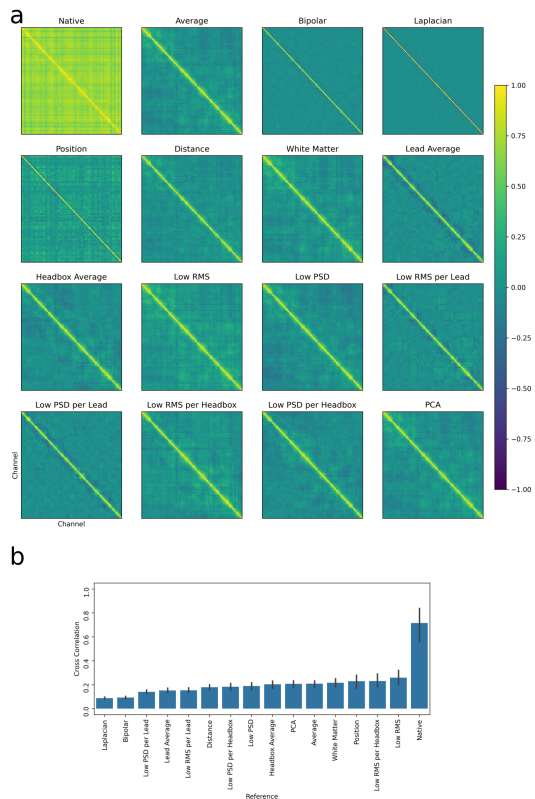 a
Native Average Bipolar Laplacian
Position Distance White Matter Lead Average
Headbox Average Low RMS Low PSD Low RMS per Lead
Low PSD per Lead Low RMS per Headbox Low PSD per Headbox PCA
Channel
Channel
1.00
0.75
0.50
0.25
0.00
−0.25
−0.50
−0.75
−1.00
b
Cross Correlation
1.0
0.8
0.6
0.4
0.2
0.0
Laplacian
Bipolar
Low PSD per Lead
Lead Average
Low RMS per Lead
Distance
Low PSD per Headbox
Low PSD
Headbox Average
PCA
Average
White Matter
Position
Low RMS per Headbox
Low RMS
Native
Reference